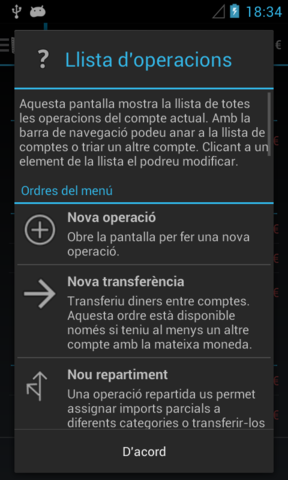 18:34
€
? Llista d'operacions
Aquesta pantalla mostra la llista de totes
les operacions del compte actual. Amb la
barra de navegació podeu anar a la llista de
comptes o triar un altre compte. Clicant a un
element de la llista el podreu modificar.
Ordres del menú
Nova operació
Obre la pantalla per fer una nova
operació.
Nova transferència
Transferiu diners entre comptes.
Aquesta ordre està disponible
només si teniu al menys un altre
compte amb la mateixa moneda.
Nou repartiment
Una operació repartida us permet
assignar imports parcials a
diferents categories o transferir-los
D'acord